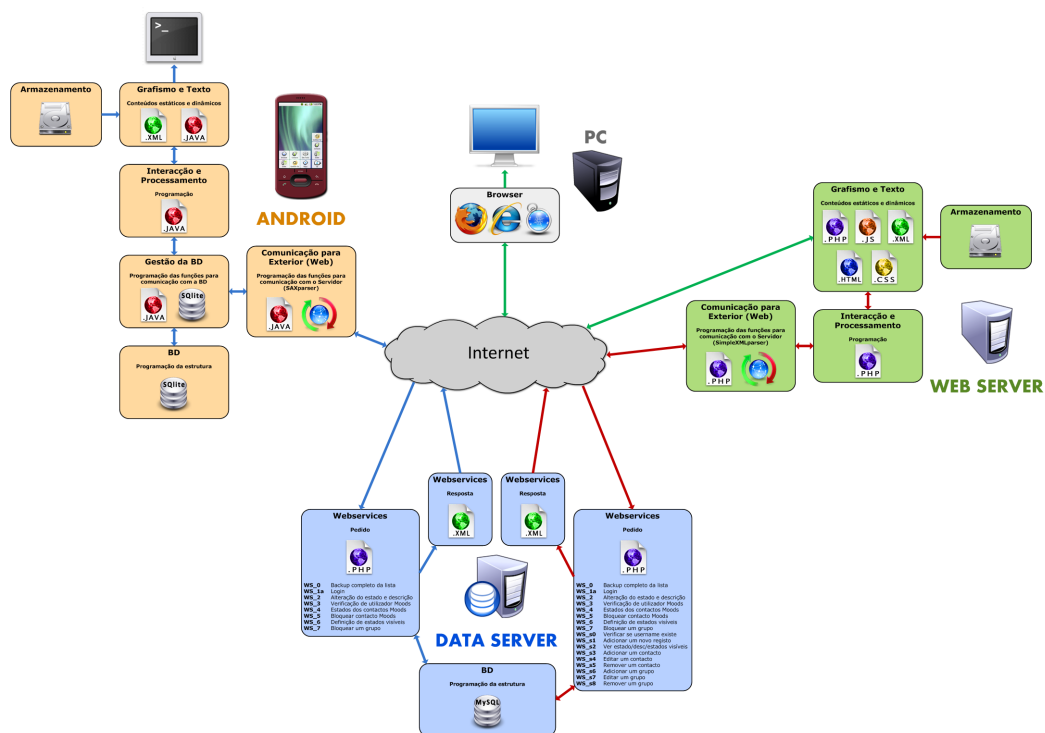 >_
Armazenamento
Grafismo e Texto
Conteúdos estáticos e dinâmicos
.XML
.JAVA
Interacção e
Processamento
Programação
.JAVA
ANDROID
Gestão da BD
Programação das funções para
comunicação com a BD
.JAVA
SQlite
Comunicação para
Exterior (Web)
Programação das funções para
comunicação com o Servidor
(SAXparser)
.JAVA
BD
Programação da estrutura
SQlite
PC
Browser
Internet
Grafismo e Texto
Conteúdos estáticos e dinâmicos
.PHP
.JS
.XML
.HTML
.CSS
Armazenamento
Comunicação para
Exterior (Web)
Programação das funções para
comunicação com o Servidor
(SimpleXMLparser)
.PHP
Interacção e
Processamento
Programação
.PHP
WEB SERVER
Webservices
Resposta
.XML
Webservices
Resposta
.XML
Webservices
Pedido
.PHP
WS_0 Backup completo da lista
WS_1a Login
WS_2 Alteração do estado e descrição
WS_3 Verificação de utilizador Moods
WS_4 Estados dos contactos Moods
WS_5 Bloquear contacto Moods
WS_6 Definição de estados visíveis
WS_7 Bloquear um grupo
Webservices
Pedido
.PHP
WS_0 Backup completo da lista
WS_1a Login
WS_2 Alteração do estado e descrição
WS_3 Verificação de utilizador Moods
WS_4 Estados dos contactos Moods
WS_5 Bloquear contacto Moods
WS_6 Definição de estados visíveis
WS_7 Bloquear um grupo
WS_s0 Verificar se username existe
WS_s1 Adicionar um novo registo
WS_s2 Ver estado/desc/estados visíveis
WS_s3 Adicionar um contacto
WS_s4 Editar um contacto
WS_s5 Remover um contacto
WS_s6 Adicionar um grupo
WS_s7 Editar um grupo
WS_s8 Remover um grupo
DATA SERVER
BD
Programação da estrutura
MySQL